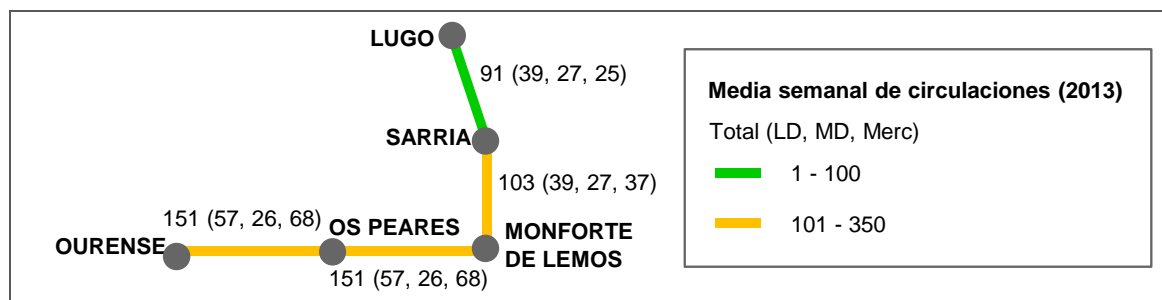 LUGO
91 (39, 27, 25)
SARRIA
103 (39, 27, 37)
151 (57, 26, 68)
OS PEARES
OURENSE
MONFORTE
DE LEMOS
151 (57, 26, 68)
Media semanal de circulaciones (2013)
Total (LD, MD, Merc)
1 - 100
101 - 350